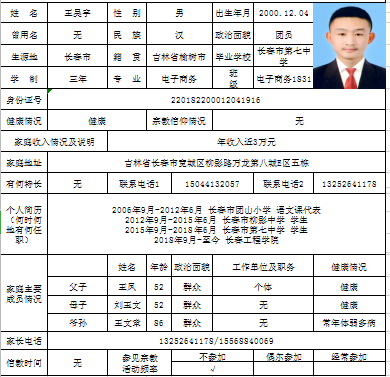 姓名 王昊宇 性别 男 出生年月 2000.12.04
曾用名 无 民族 汉 政治面貌 团员
生源地 长春市 籍贯 吉林省榆树市 毕业学校 长春市第七中学
学制 三年 专业 电子商务 班级 电子商务1831
身份证号 220182200012041916
健康情况 健康 宗教信仰情况 无
家庭收入情况及说明 年收入近3万元
家庭地址 吉林省长春市宽城区柳影路万龙第八城E区五栋
有何特长 无 联系电话1 15044132057 联系电话2 13252641178
个人简历（何时何地有何任职）
2006年9月-2012年6月 长春市团山小学 语文课代表
2012年9月-2015年6月 长春市柳影中学 学生
2015年9月-2018年6月 长春市第七中学 学生
2018年9月-至今 长春工程学院
家庭主要成员情况
姓名 年龄 政治面貌 工作单位及职务 健康情况
父子 王凤 52 群众 个体 健康
母子 刘玉文 52 群众 无 健康
爷孙 王文 86 群众 无 常年体弱多病
家长电话 13252641178/15568840069
信教时间 无 参见宗教活动频率 不参加 偶尔参加 经常参加
√